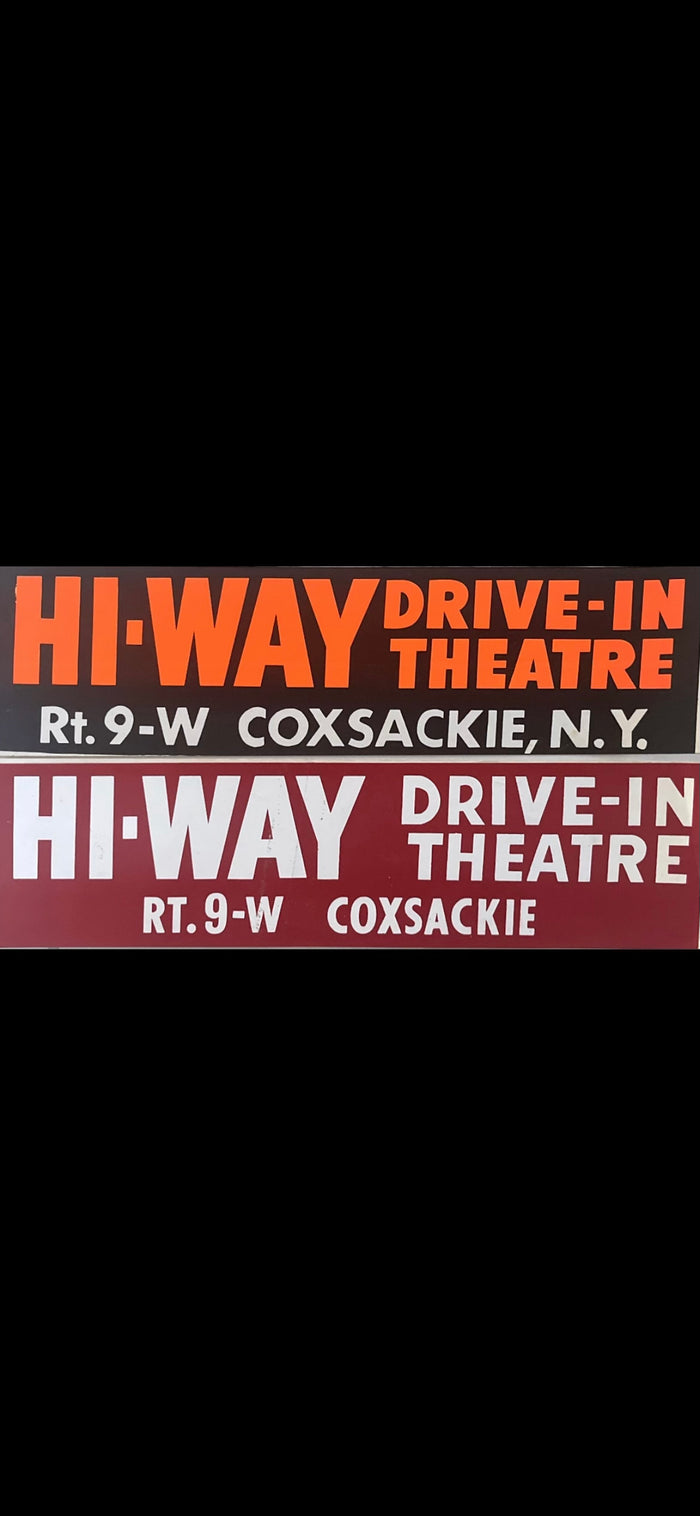 HI-WAY DRIVE-IN
THEATRE
Rt. 9-W COXSACKIE, N.Y.
HI-WAY DRIVE-IN
THEATRE
RT. 9-W COXSACKIE